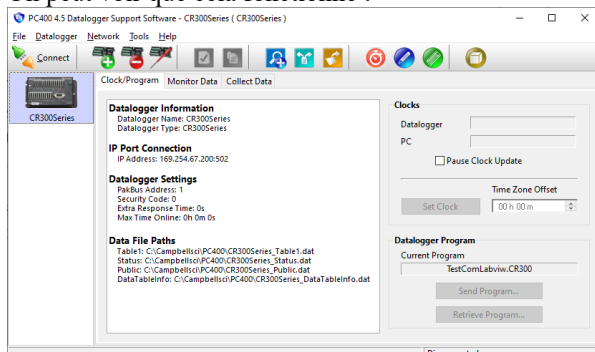 PC400 4.5 Datalogger Support Software - CR300Series ( CR300Series )
File Datalogger Network Tools Help
Connect
CR300Series
Clock/Program Monitor Data Collect Data
Datalogger Information
Datalogger Name: CR300Series
Datalogger Type: CR300Series
IP Port Connection
IP Address: 169.254.67.200:502
Datalogger Settings
PakBus Address: 1
Security Code: 0
Extra Response Time: 0s
Max Time Online: 0h 0m 0s
Data File Paths
Table1: C:\Campbellsci\PC400\CR300Series_Table1.dat
Status: C:\Campbellsci\PC400\CR300Series_Status.dat
Public: C:\Campbellsci\PC400\CR300Series_Public.dat
DataTableInfo: C:\Campbellsci\PC400\CR300Series_DataTableInfo.dat
Clocks
Datalogger
PC
Pause Clock Update
Time Zone Offset
Set Clock
00 h 00 m
Datalogger Program
Current Program
TestComLabviw.CR300
Send Program...
Retrieve Program...